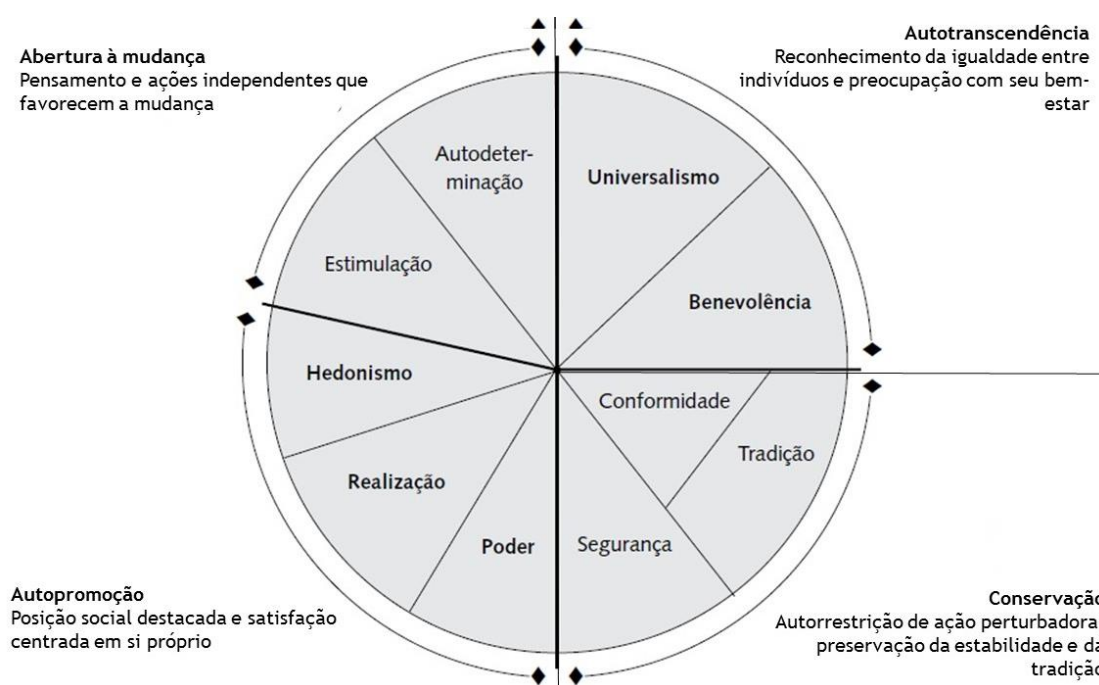 Abertura à mudança
Pensamento e ações independentes que
favorecem a mudança
Autotranscendência
Reconhecimento da igualdade entre
indivíduos e preocupação com seu bem-
estar
Autodeter-
minação
Universalismo
Estimulação
Benevolência
Hedonismo
Conformidade
Tradição
Realização
Poder
Segurança
Autopromoção
Posição social destacada e satisfação
centrada em si próprio
Conservação
Autorrestrição de ação perturbadora,
preservação da estabilidade e da
tradição